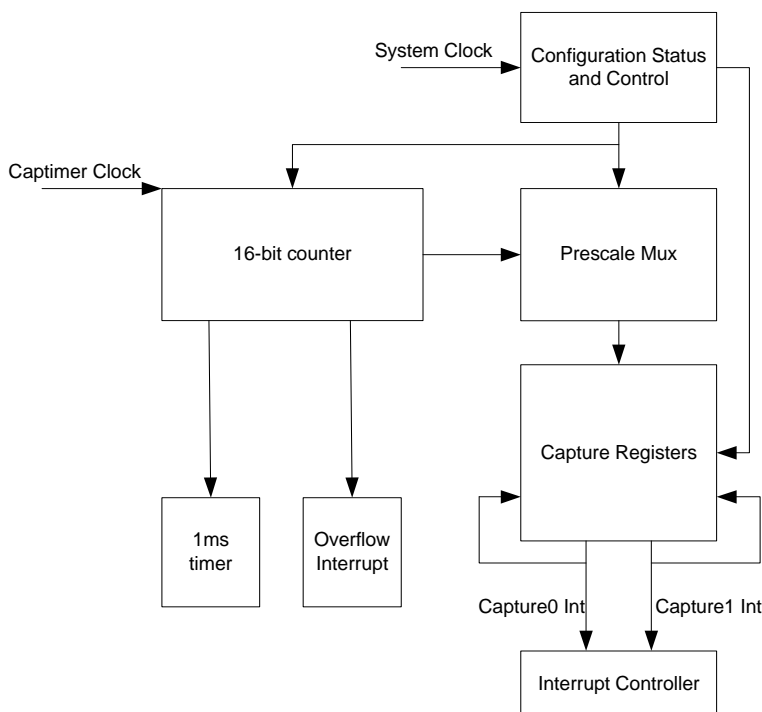 System Clock
Configuration Status
and Control
Captimer Clock
16-bit counter
Prescale Mux
Capture Registers
1ms
timer
Overflow
Interrupt
Capture0 Int
Capture1 Int
Interrupt Controller